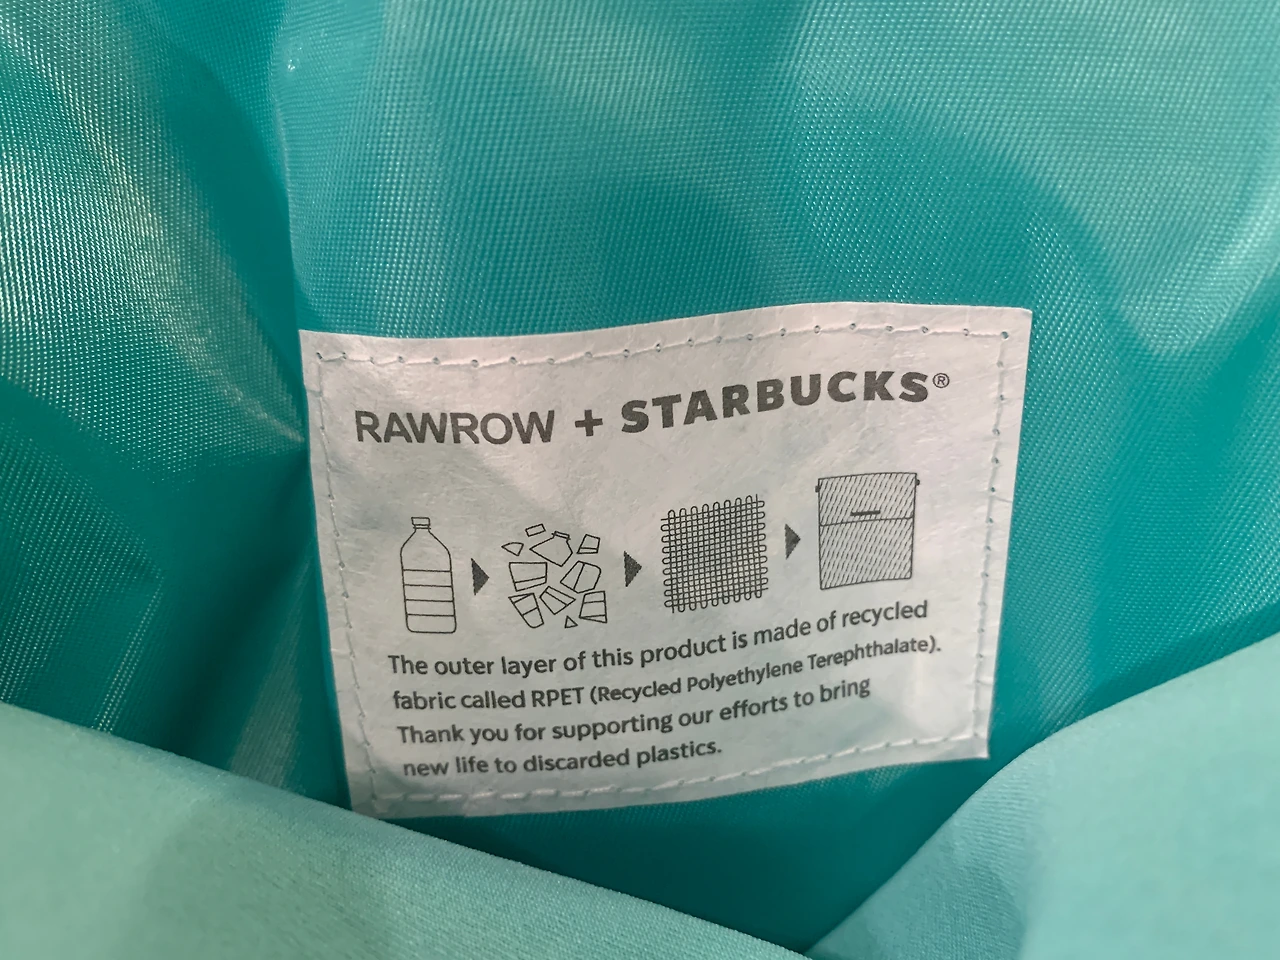 RAWROW + STARBUCKS®
The outer layer of this product is made of recycled
fabric called RPET (Recycled Polyethylene Terephthalate).
Thank you for supporting our efforts to bring
new life to discarded plastics.